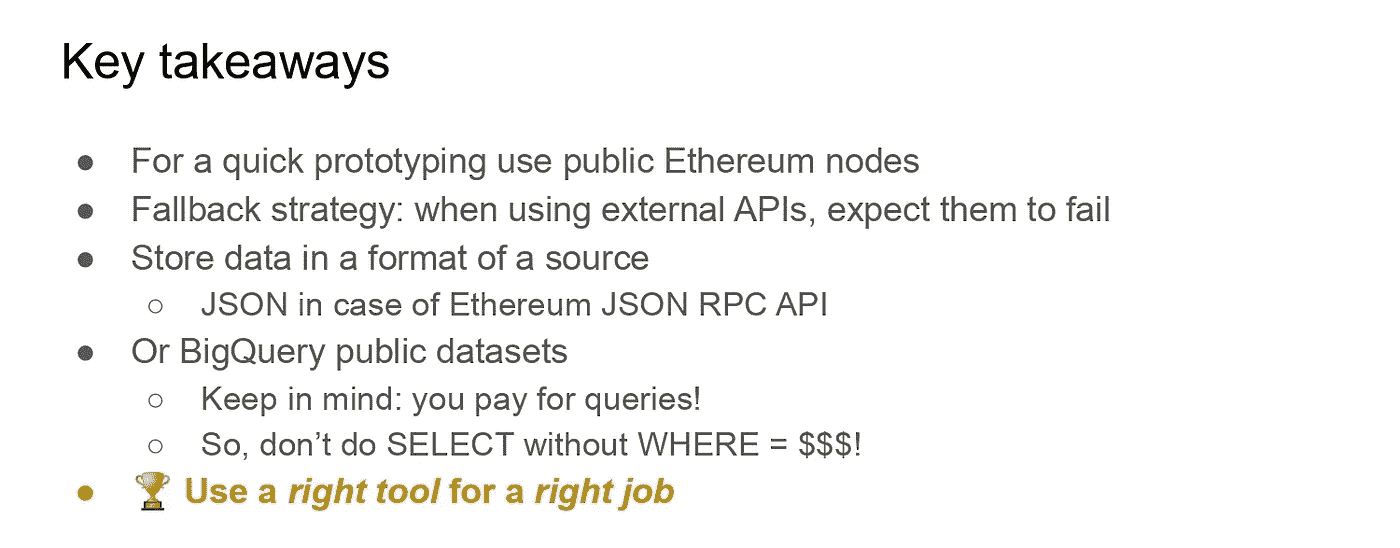 Key takeaways
● For a quick prototyping use public Ethereum nodes
● Fallback strategy: when using external APIs, expect them to fail
● Store data in a format of a source
○ JSON in case of Ethereum JSON RPC API
● Or BigQuery public datasets
○ Keep in mind: you pay for queries!
○ So, don’t do SELECT without WHERE = $$$!
● 🏆 Use a right tool for a right job